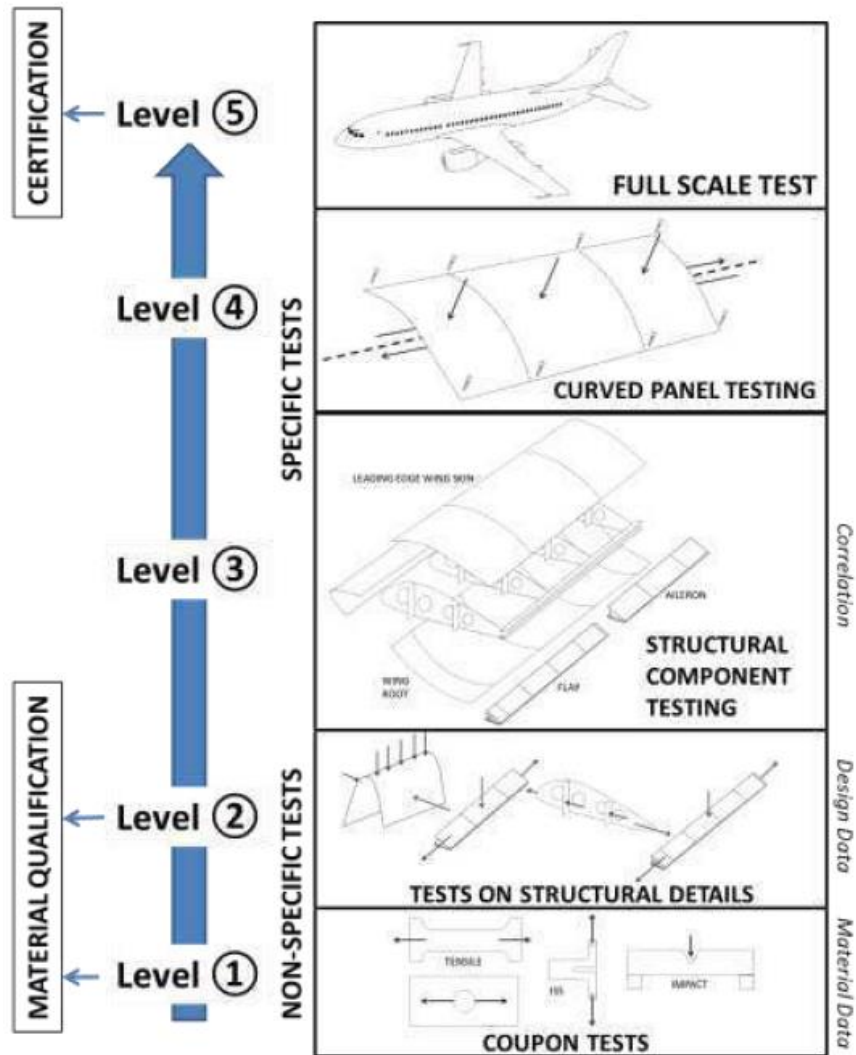 CERTIFICATION
Level ⑤
FULL SCALE TEST
Level ④
SPECIFIC TESTS
CURVED PANEL TESTING
LEADING EDGE WING SKIN
Level ③
AILERON
STRUCTURAL
COMPONENT
TESTING
WING
ROOT
FLAP
Correlation
MATERIAL QUALIFICATION
Level ②
NON-SPECIFIC TESTS
TESTS ON STRUCTURAL DETAILS
Design Data
Level ①
TENSILE
IMPACT
COUPON TESTS
Material Data